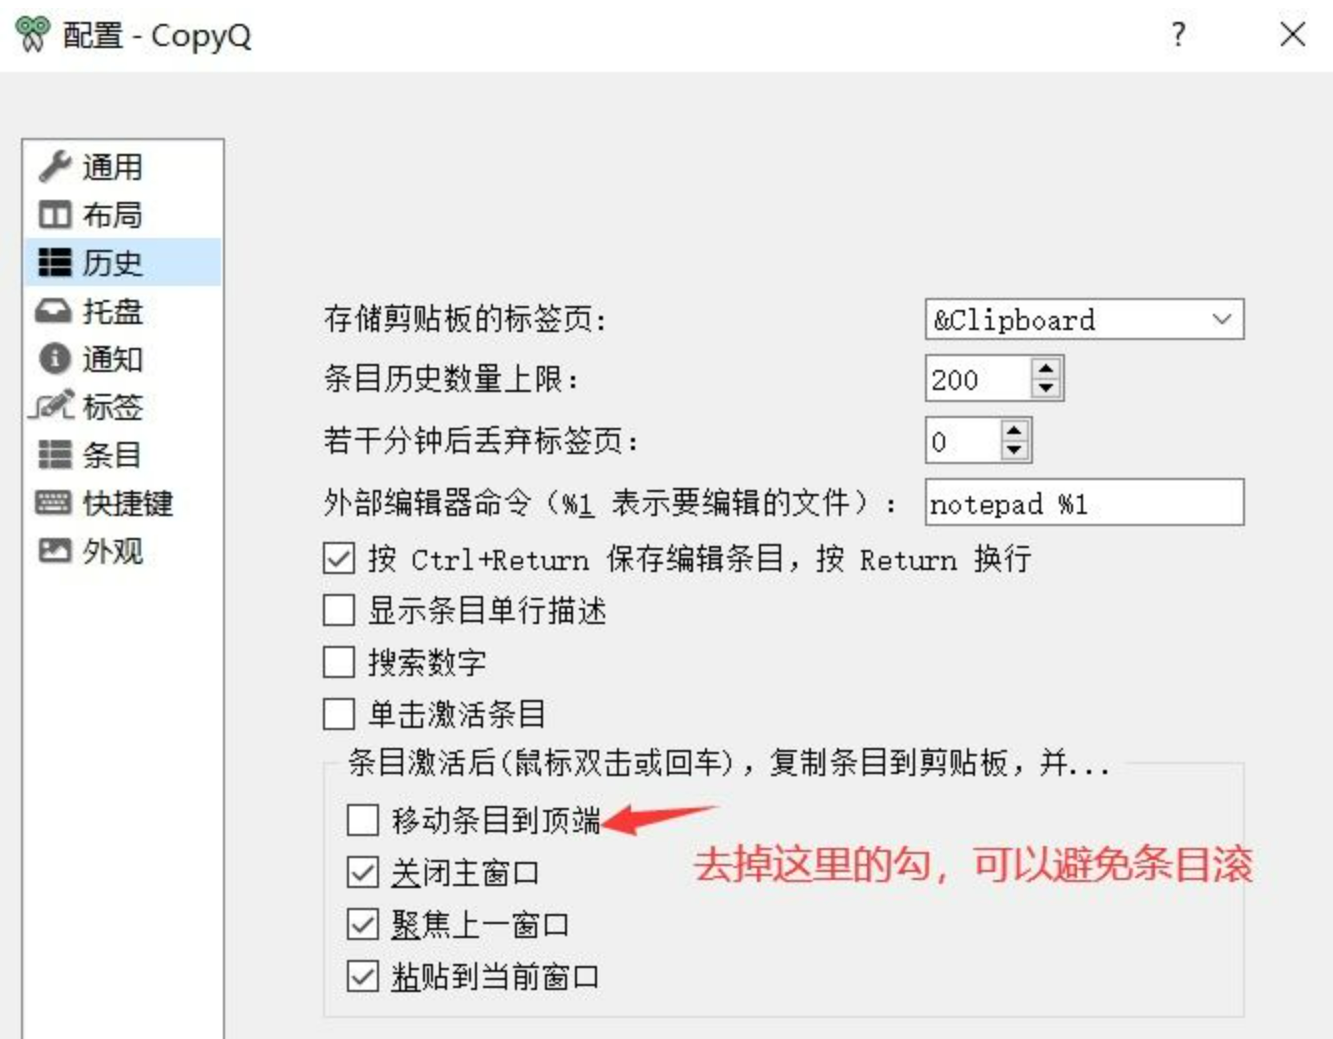 配置 - CopyQ
?
通用
布局
历史
托盘
通知
标签
条目
快捷键
外观
存储剪贴板的标签页: &Clipboard
条目历史数量上限: 200
若干分钟后丢弃标签页: 0
外部编辑器命令（%1 表示要编辑的文件）: notepad %1
按 Ctrl+Return 保存编辑条目，按 Return 换行
显示条目单行描述
搜索数字
单击激活条目
条目激活后(鼠标双击或回车)，复制条目到剪贴板，并...
移动条目到顶端
去掉这里的勾，可以避免条目滚
关闭主窗口
聚焦上一窗口
粘贴到当前窗口